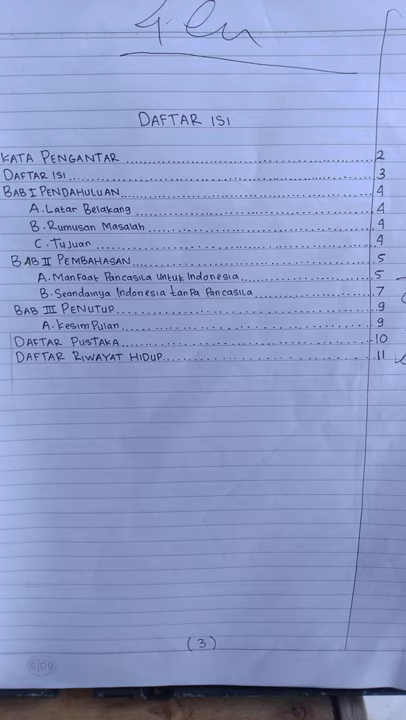 DAFTAR ISI
KATA PENGANTAR ................ 2
DAFTAR ISI ................ 3
BAB I PENDAHULUAN ................ 4
A. Latar Belakang ................ 4
B. Rumusan Masalah ................ 4
C. Tujuan ................ 4
BAB II PEMBAHASAN ................ 5
A. Manfaat Pancasila Untuk Indonesia ................ 5
B. Seandainya Indonesia tanpa Pancasila ................ 7
BAB III PENUTUP ................ 9
A. Kesimpulan ................ 9
DAFTAR PUSTAKA ................ 10
DAFTAR RIWAYAT HIDUP ................ 11
(3)
SIDU